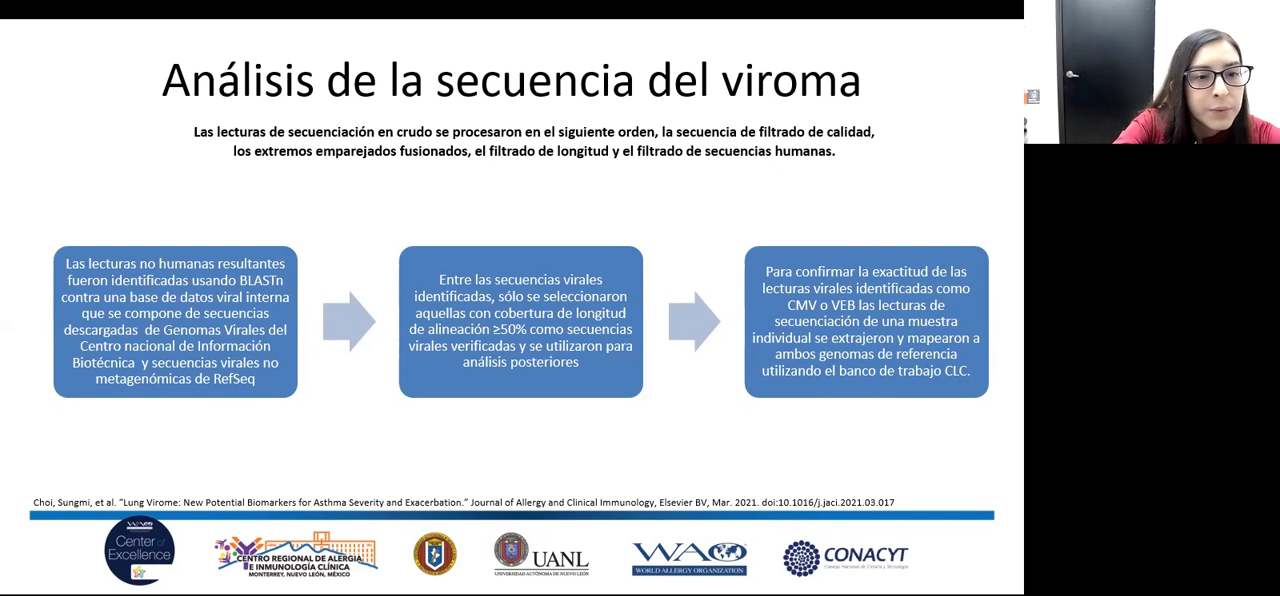 Análisis de la secuencia del viroma
Las lecturas de secuenciación en crudo se procesaron en el siguiente orden, la secuencia de filtrado de calidad,
los extremos emparejados fusionados, el filtrado de longitud y el filtrado de secuencias humanas.
Las lecturas no humanas resultantes
fueron identificadas usando BLASTn
contra una base de datos viral interna
que se compone de secuencias
descargadas de Genomas Virales del
Centro nacional de Información
Biotécnica y secuencias virales no
metagenómicas de RefSeq
Entre las secuencias virales
identificadas, sólo se seleccionaron
aquellas con cobertura de longitud
de alineación ≥50% como secuencias
virales verificadas y se utilizaron para
análisis posteriores
Para confirmar la exactitud de las
lecturas virales identificadas como
CMV o VEB las lecturas de
secuenciación de una muestra
individual se extrajeron y mapearon a
ambos genomas de referencia
utilizando el banco de trabajo CLC.
Choi, Sungmi, et al. “Lung Virome: New Potential Biomarkers for Asthma Severity and Exacerbation.” Journal of Allergy and Clinical Immunology, Elsevier BV, Mar. 2021. doi:10.1016/j.jaci.2021.03.017
WAO
Center of
Excellence
CENTRO REGIONAL DE ALERGIA
E INMUNOLOGÍA CLÍNICA
MONTERREY, NUEVO LEÓN, MÉXICO
UANL
UNIVERSIDAD AUTÓNOMA DE NUEVO LEÓN
WAO
WORLD ALLERGY ORGANIZATION
CONACYT
Consejo Nacional de Ciencia y Tecnología